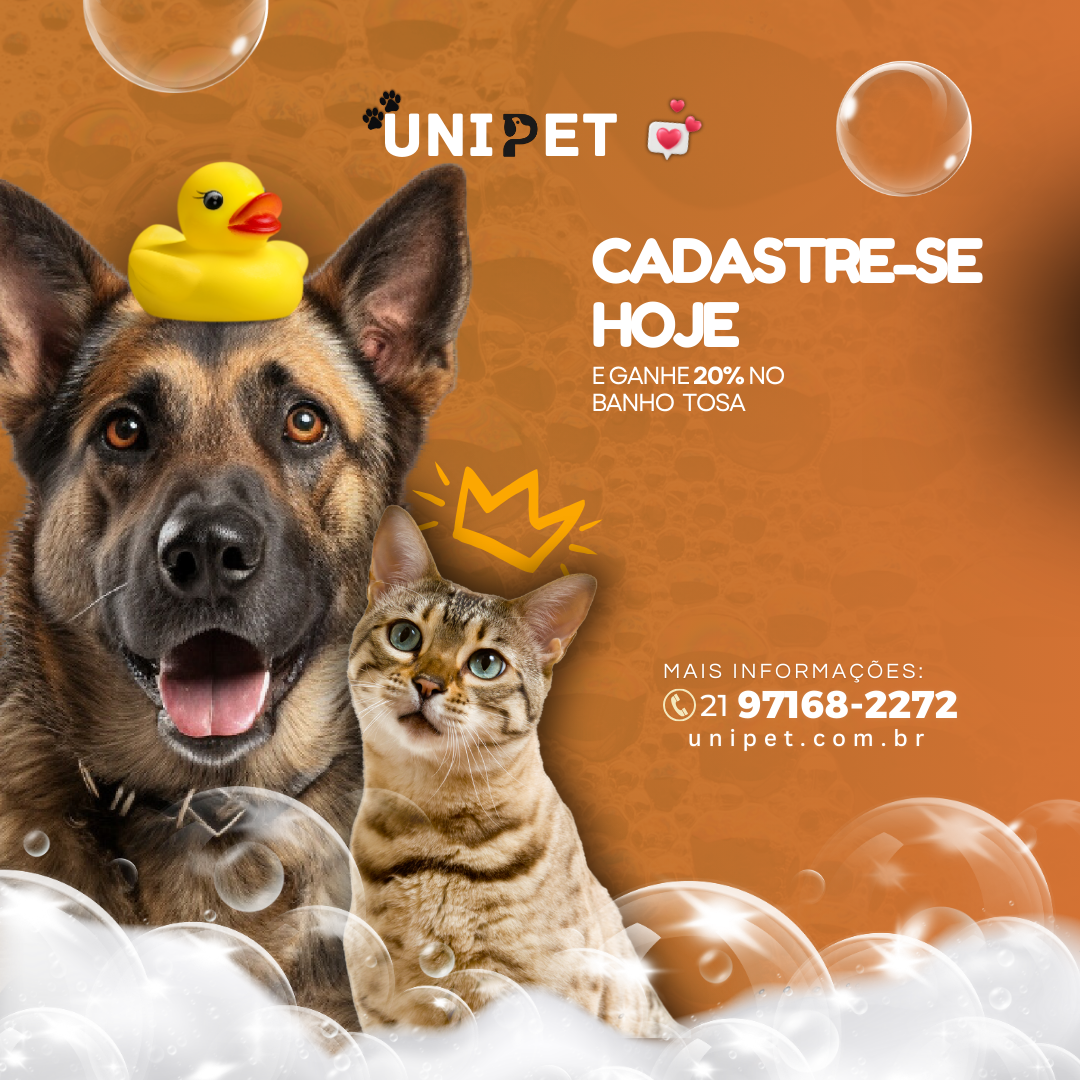 UNIPET
CADASTRE-SE
HOJE
E GANHE 20% NO
BANHO TOSA
MAIS INFORMAÇÕES:
21 97168-2272
unipet.com.br